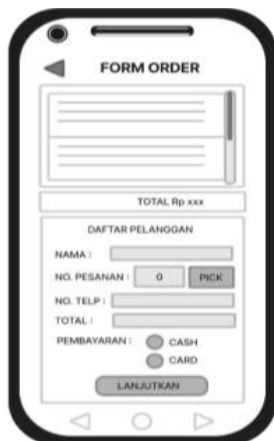 FORM ORDER
TOTAL Rp xxx
DAFTAR PELANGGAN
NAMA :
NO. PESANAN : 0 PICK
NO. TELP :
TOTAL :
PEMBAYARAN : CASH
CARD
LANJUTKAN